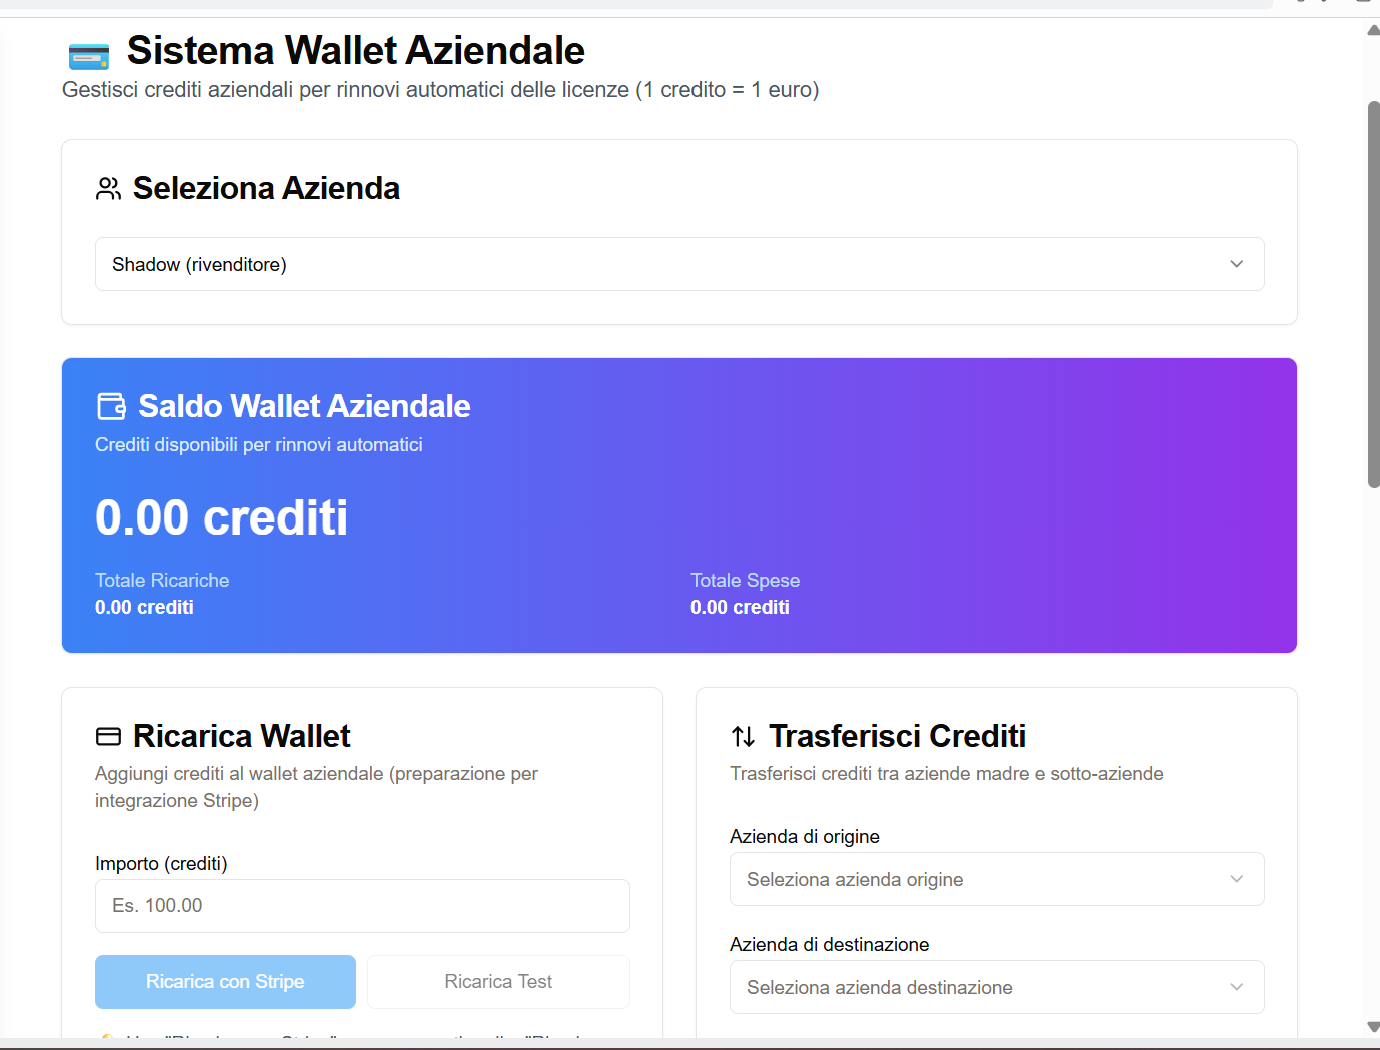 Sistema Wallet Aziendale
Gestisci crediti aziendali per rinnovi automatici delle licenze (1 credito = 1 euro)
Seleziona Azienda
Shadow (rivenditore)
Saldo Wallet Aziendale
Crediti disponibili per rinnovi automatici
0.00 crediti
Totale Ricariche
0.00 crediti
Totale Spese
0.00 crediti
Ricarica Wallet
Aggiungi crediti al wallet aziendale (preparazione per
integrazione Stripe)
Importo (crediti)
Es. 100.00
Ricarica con Stripe
Ricarica Test
Trasferisci Crediti
Trasferisci crediti tra aziende madre e sotto-aziende
Azienda di origine
Seleziona azienda origine
Azienda di destinazione
Seleziona azienda destinazione